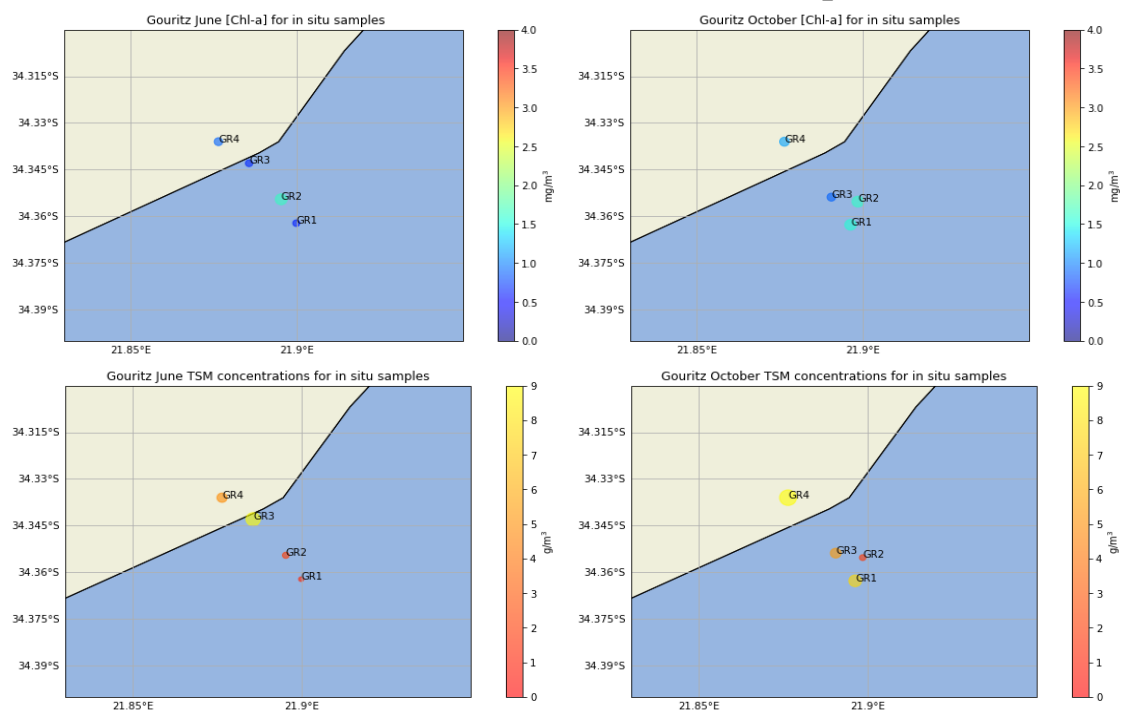 Gouritz June [Chl-a] for in situ samples
34.315°S
34.33°S
34.345°S
34.36°S
34.375°S
34.39°S
21.85°E
21.9°E
GR4
GR3
GR2
GR1
4.0
3.5
3.0
2.5
2.0
1.5
1.0
0.5
0.0
mg/m³
Gouritz October [Chl-a] for in situ samples
34.315°S
34.33°S
34.345°S
34.36°S
34.375°S
34.39°S
21.85°E
21.9°E
GR4
GR3
GR2
GR1
4.0
3.5
3.0
2.5
2.0
1.5
1.0
0.5
0.0
mg/m³
Gouritz June TSM concentrations for in situ samples
34.315°S
34.33°S
34.345°S
34.36°S
34.375°S
34.39°S
21.85°E
21.9°E
GR4
GR3
GR2
GR1
9
8
7
6
5
4
3
2
1
0
g/m³
Gouritz October TSM concentrations for in situ samples
34.315°S
34.33°S
34.345°S
34.36°S
34.375°S
34.39°S
21.85°E
21.9°E
GR4
GR3
GR2
GR1
9
8
7
6
5
4
3
2
1
0
g/m³